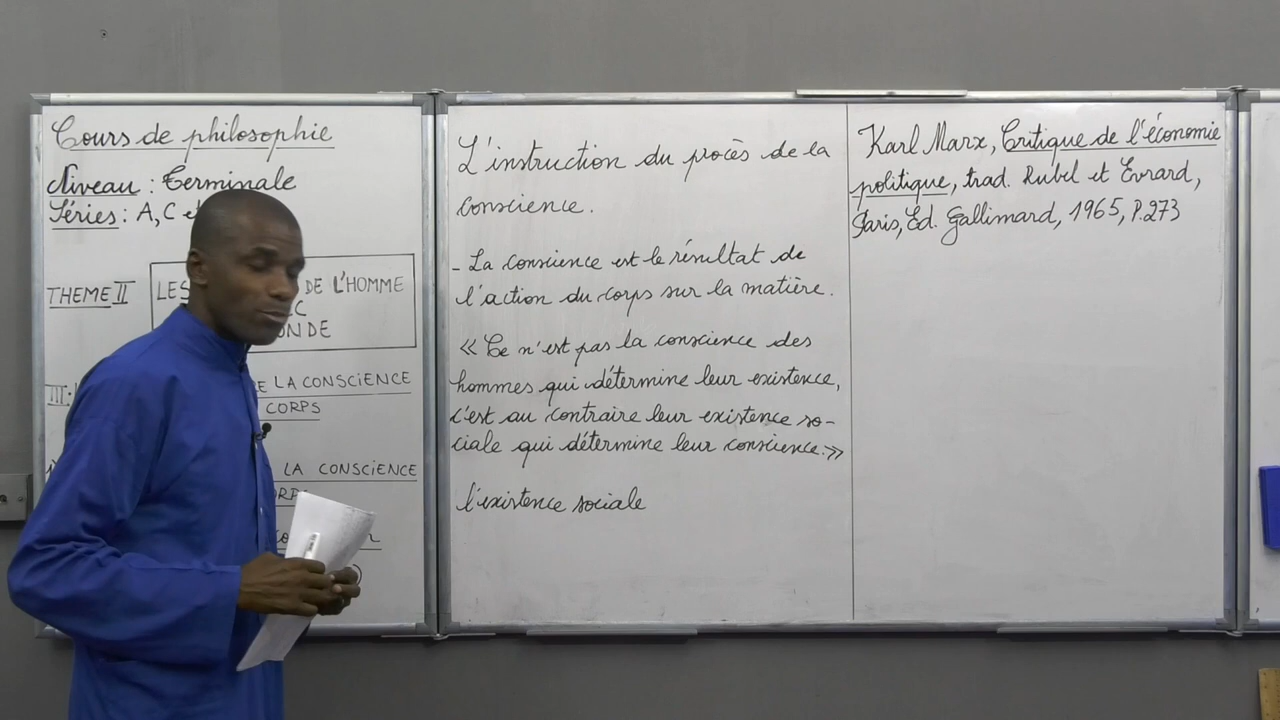 Cours de philosophie
Niveau : Terminale
Séries : A, C et
THEME II
LES DE L'HOMME
ONDE
III.
E LA CONSCIENCE
CORPS
LA CONSCIENCE
L'instruction du procès de la
conscience.
- La conscience est le résultat de
l'action du corps sur la matière.
« Ce n'est pas la conscience des
hommes qui détermine leur existence,
c'est au contraire leur existence so-
ciale qui détermine leur conscience.»
l'existence sociale
Karl Marx, Critique de l'économie
politique, trad. Rubel et Evrard,
Paris, Ed. Gallimard, 1965, P.273